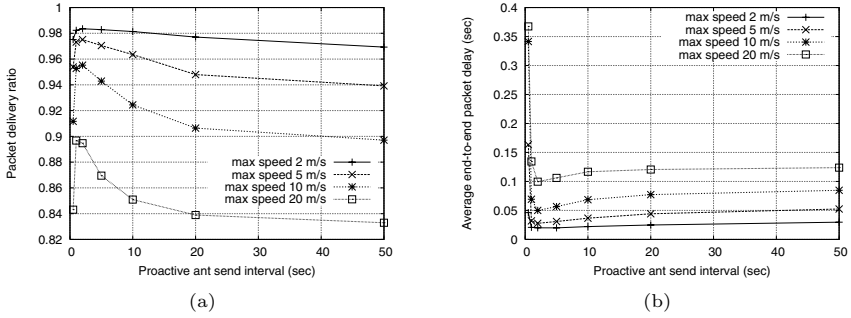 Packet delivery ratio
1
0.98
0.96
0.94
0.92
0.9
0.88
0.86
0.84
0.82
max speed 2 m/s
max speed 5 m/s
max speed 10 m/s
max speed 20 m/s
0 10 20 30 40 50
Proactive ant send interval (sec)
(a)
Average end-to-end packet delay (sec)
0.4
0.35
0.3
0.25
0.2
0.15
0.1
0.05
0
max speed 2 m/s
max speed 5 m/s
max speed 10 m/s
max speed 20 m/s
0 10 20 30 40 50
Proactive ant send interval (sec)
(b)